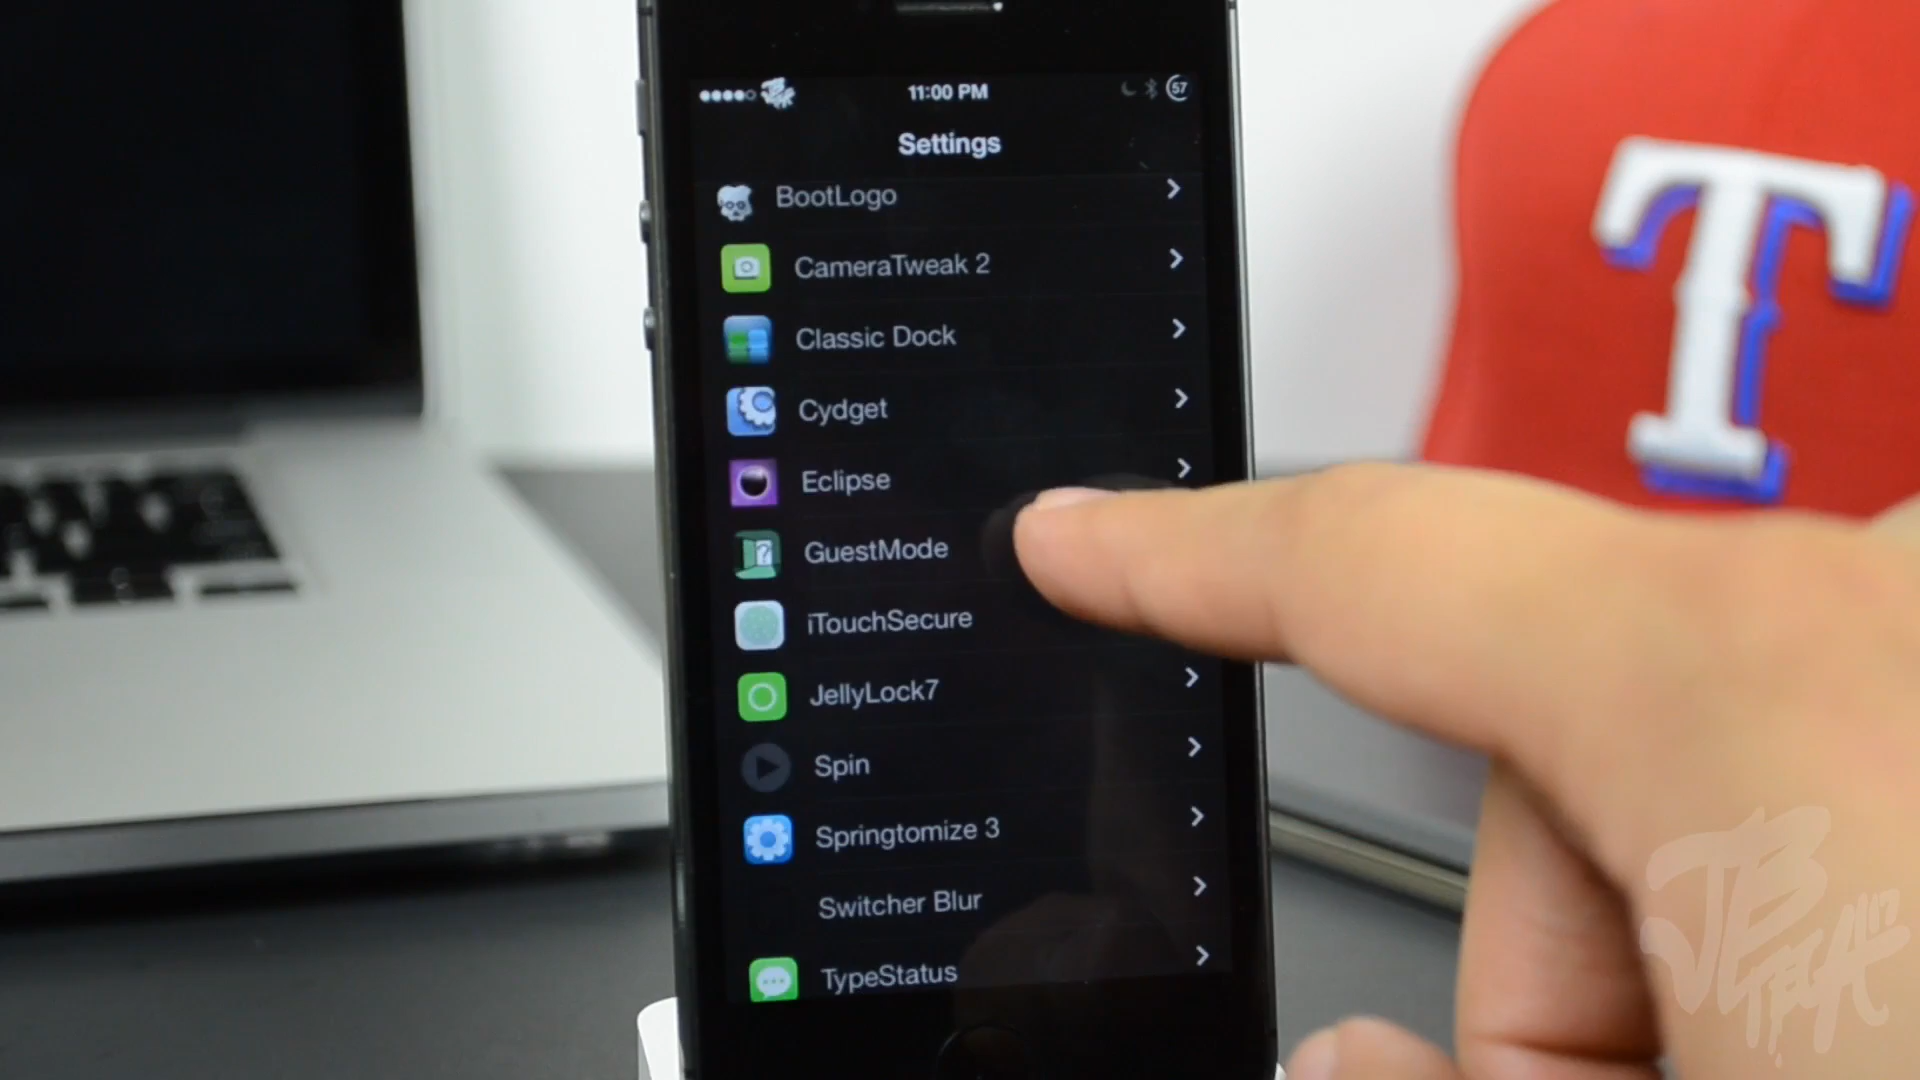 11:00 PM
57
Settings
BootLogo
CameraTweak 2
Classic Dock
Cydget
Eclipse
GuestMode
iTouchSecure
JellyLock7
Spin
Springtomize 3
Switcher Blur
TypeStatus
T